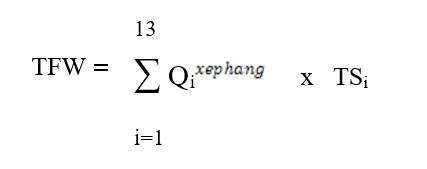 13
TFW = ∑ Qᵢ^xephang x TSᵢ
i=1